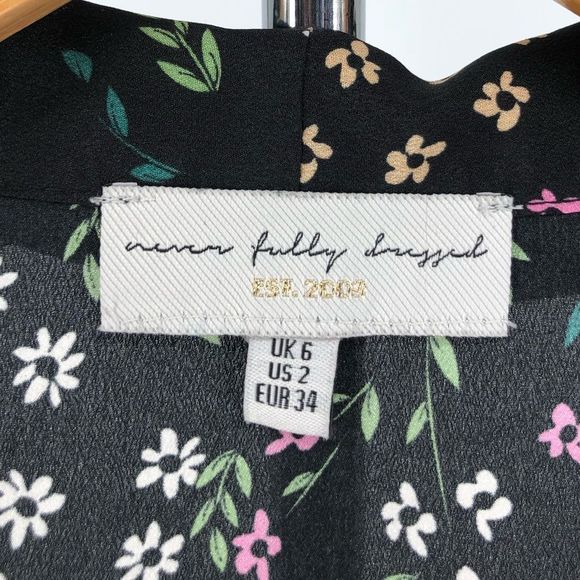 never fully dressed
EST. 2009
UK 6
US 2
EUR 34